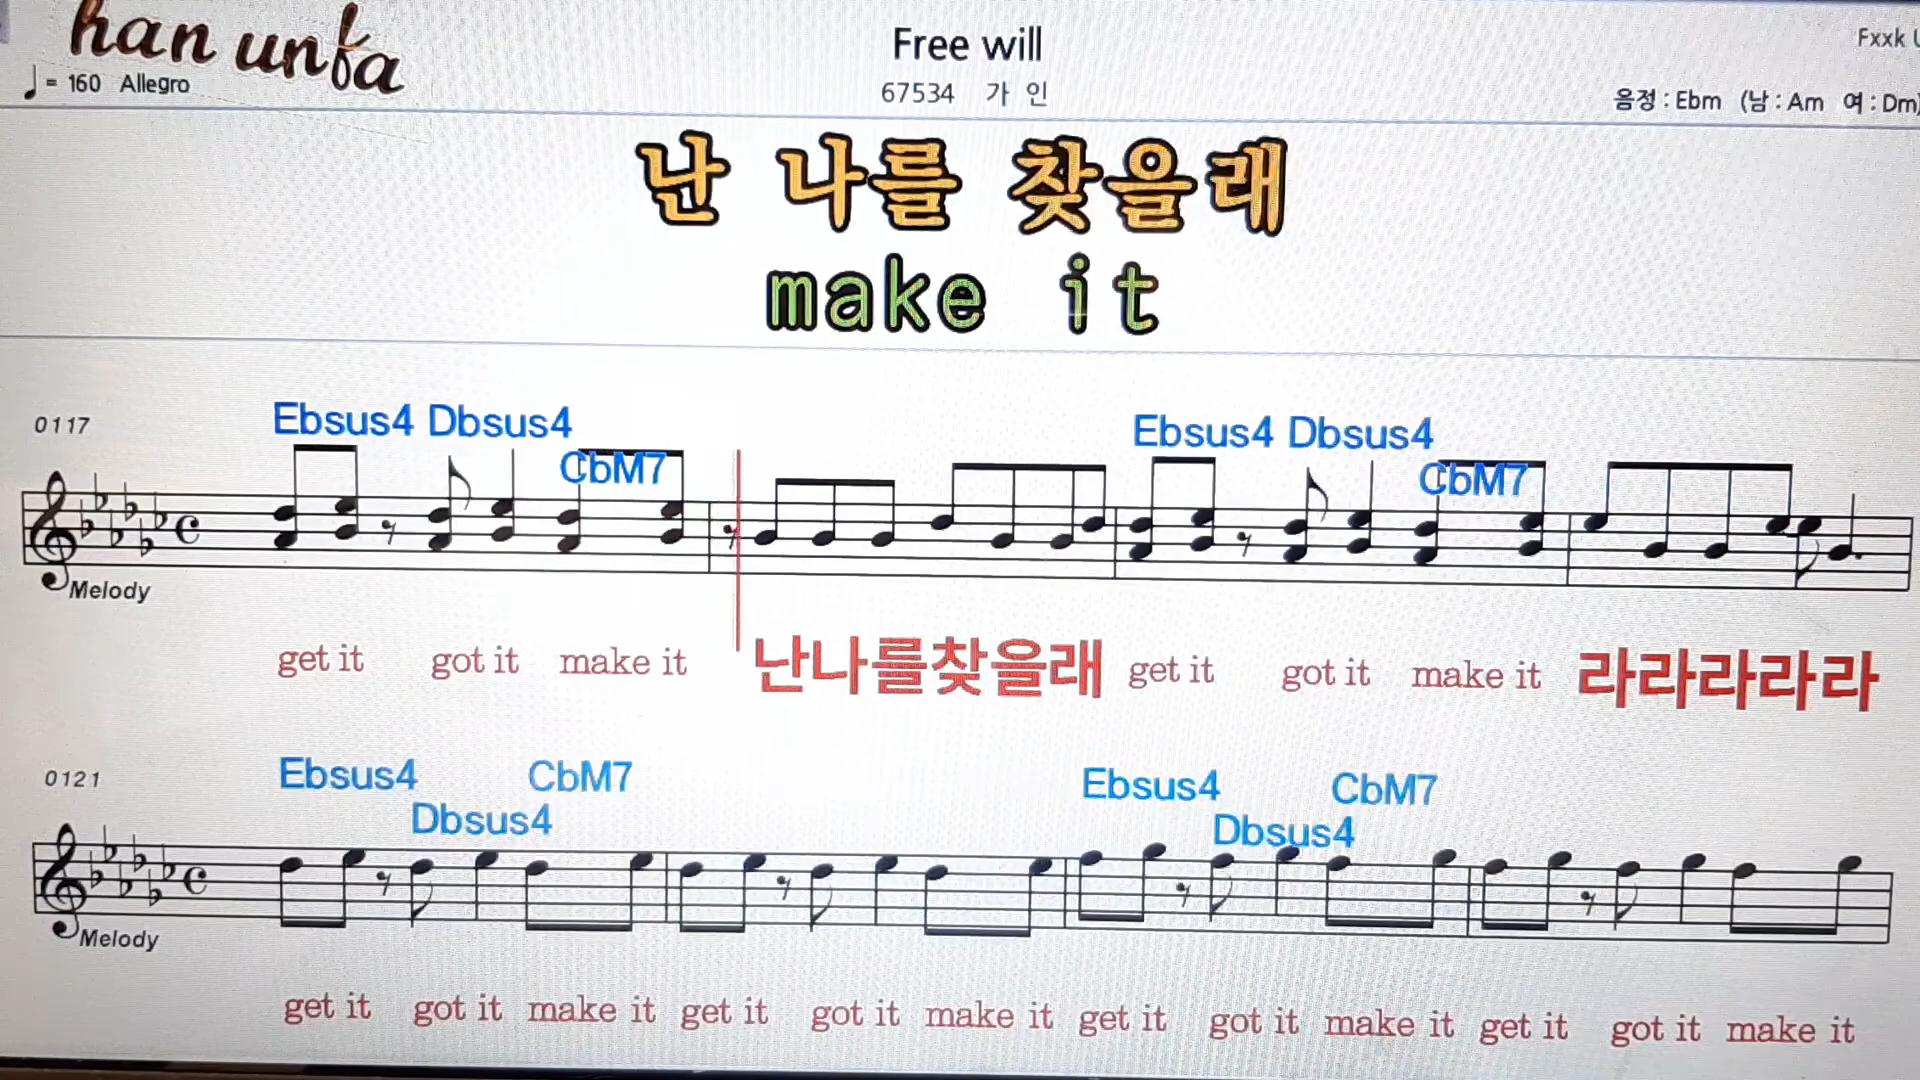 han unfa
Free will
Fxxk U
♩ = 160 Allegro
67534 가 인
음정 : Ebm (남 : Am 여 : Dm)
난 나를 찾을래
make it
0117
Ebsus4 Dbsus4 CbM7 Ebsus4 Dbsus4 CbM7
Melody
get it got it make it 난나를찾을래 get it got it make it 라라라라라
0121
Ebsus4 Dbsus4 CbM7 Ebsus4 Dbsus4 CbM7
Melody
get it got it make it get it got it make it get it got it make it get it got it make it